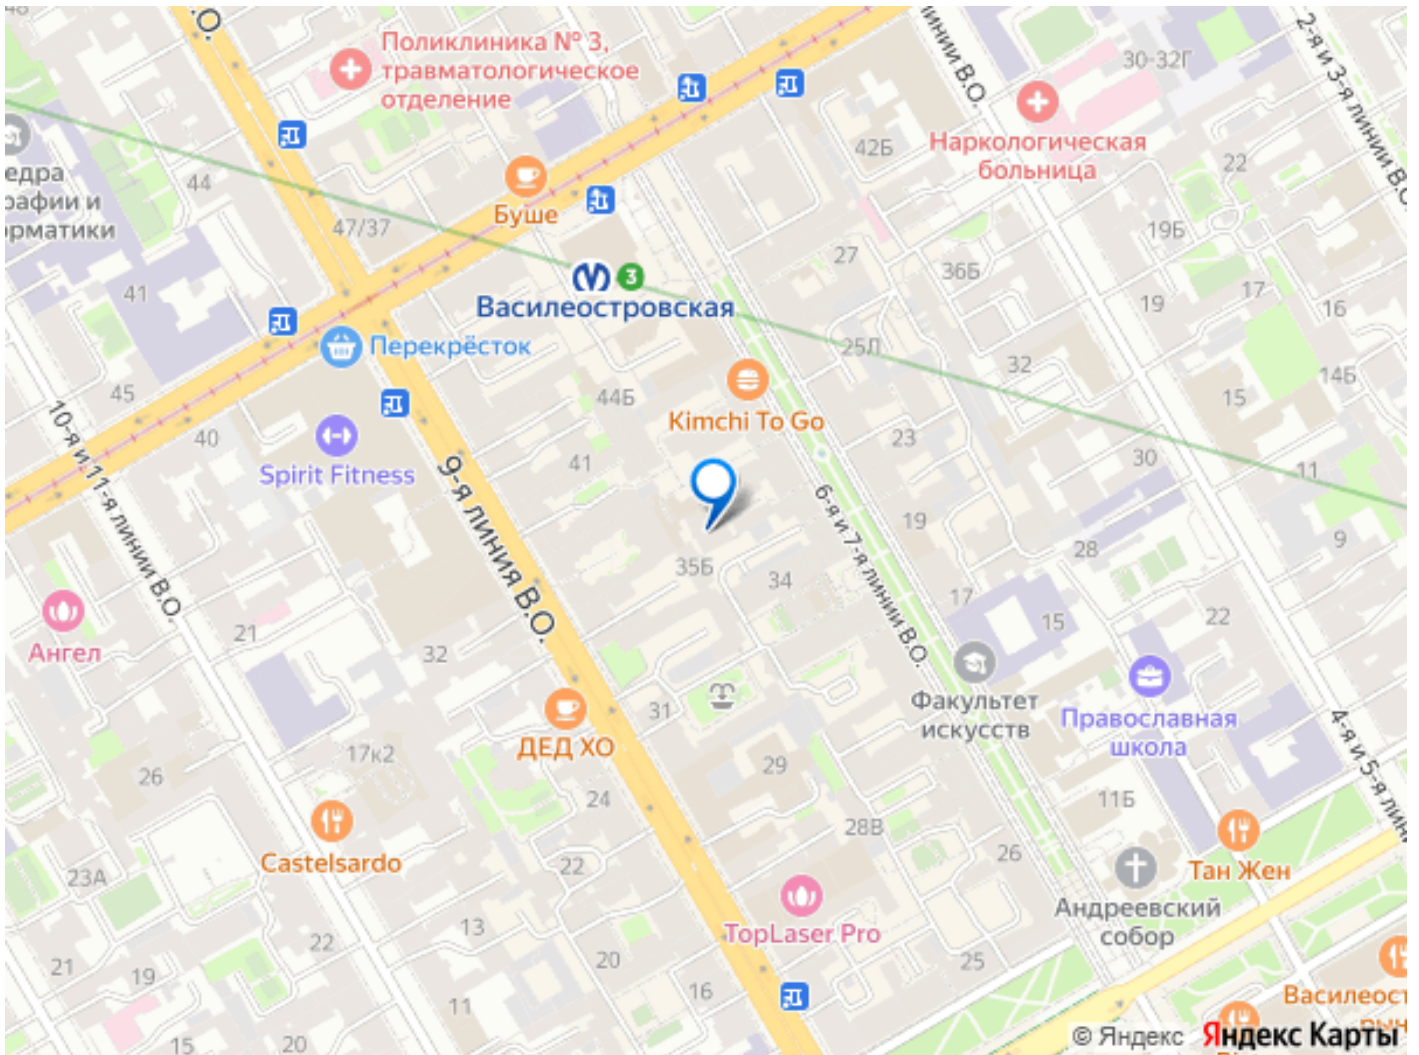 48
.О.
Поликлиника № 3,
травматологическое
отделение
линии В.О.
2-я и 3-я линии В.О.
30-32Г
Наркологическая
больница
42Б
22
44
47/37
Буше
19Б
27
36Б
17
41
3
Василеостровская
19
16
Перекрёсток
25Л
32
14Б
45
44Б
Kimchi To Go
15
40
23
Spirit Fitness
41
30
11
10-я и 11-я линии В.О.
9-я линия В.О.
6-я и 7-я линии В.О.
19
9
28
35Б
34
17
15
22
Ангел
21
32
Факультет
искусств
Православная
школа
31
ДЕД ХО
4-я и 5-я лин
17к2
26
29
24
11Б
28В
Castelsardo
22
26
Тан Жен
23А
Андреевский
собор
TopLaser Pro
13
22
20
25
21
19
16
11
Василеост
15
20
© Яндекс Яндекс Карты